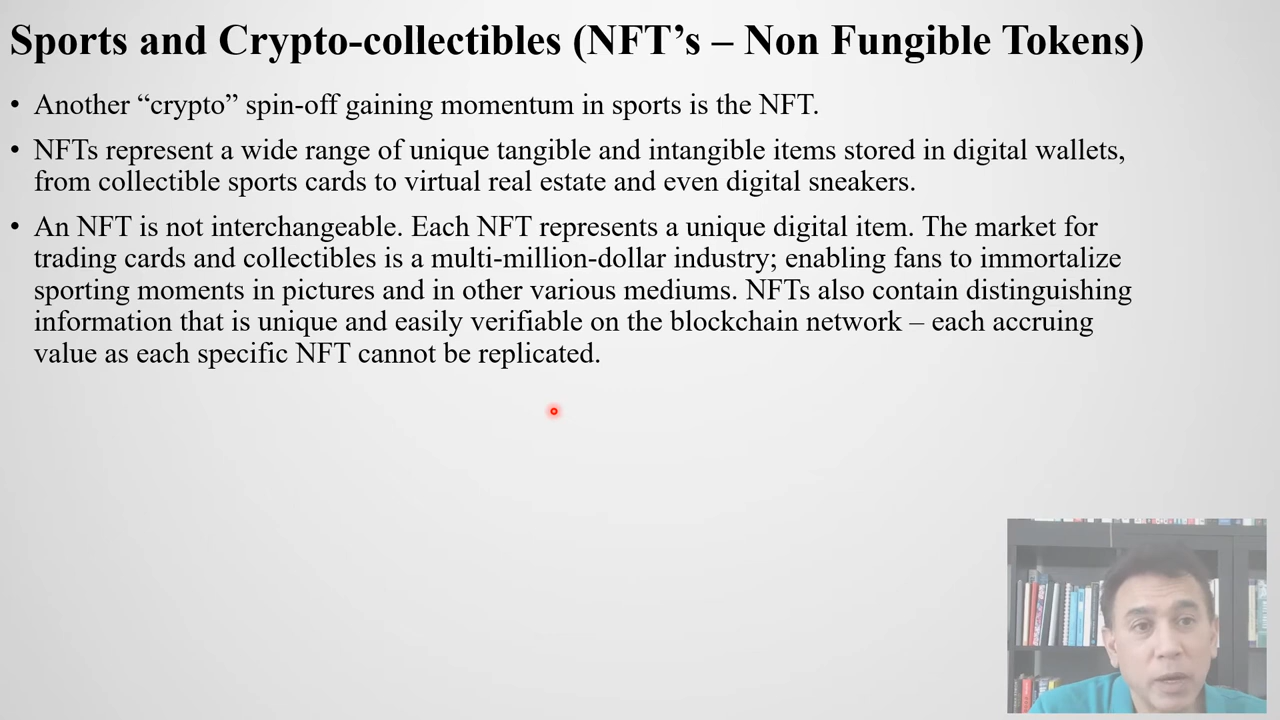 Sports and Crypto-collectibles (NFT’s – Non Fungible Tokens)
• Another “crypto” spin-off gaining momentum in sports is the NFT.
• NFTs represent a wide range of unique tangible and intangible items stored in digital wallets,
from collectible sports cards to virtual real estate and even digital sneakers.
• An NFT is not interchangeable. Each NFT represents a unique digital item. The market for
trading cards and collectibles is a multi-million-dollar industry; enabling fans to immortalize
sporting moments in pictures and in other various mediums. NFTs also contain distinguishing
information that is unique and easily verifiable on the blockchain network – each accruing
value as each specific NFT cannot be replicated.